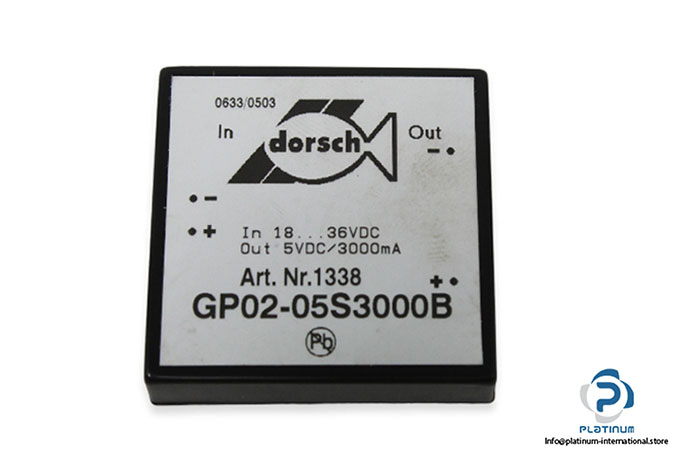 0633/0503
In
dorsch
Out
− •
• −
• +
In 18...36VDC
Out 5VDC/3000mA
Art. Nr.1338
+ •
GP02-05S3000B
Pb
P
PLATINUM
Info@platinum-international.store